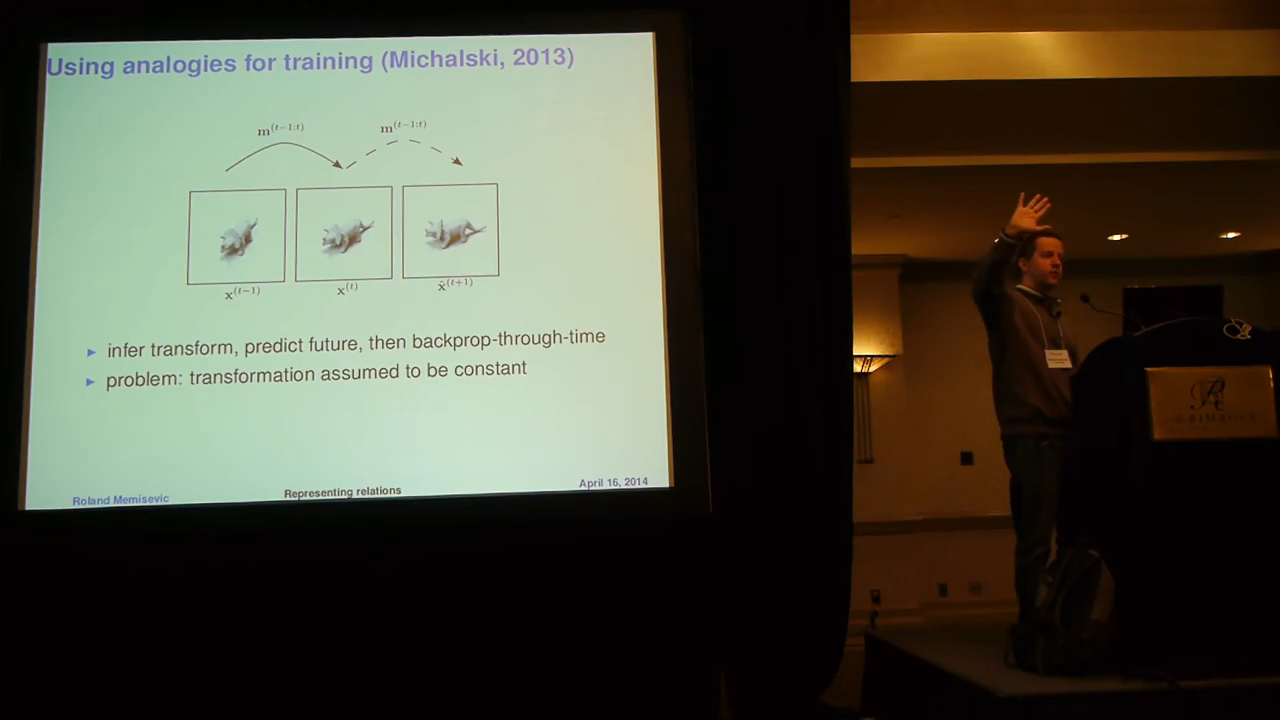 Using analogies for training (Michalski, 2013)
m(t−1:t) m(t−1:t)
x(t−1) x(t) x̂(t+1)
infer transform, predict future, then backprop-through-time
problem: transformation assumed to be constant
Roland Memisevic Representing relations April 16, 2014